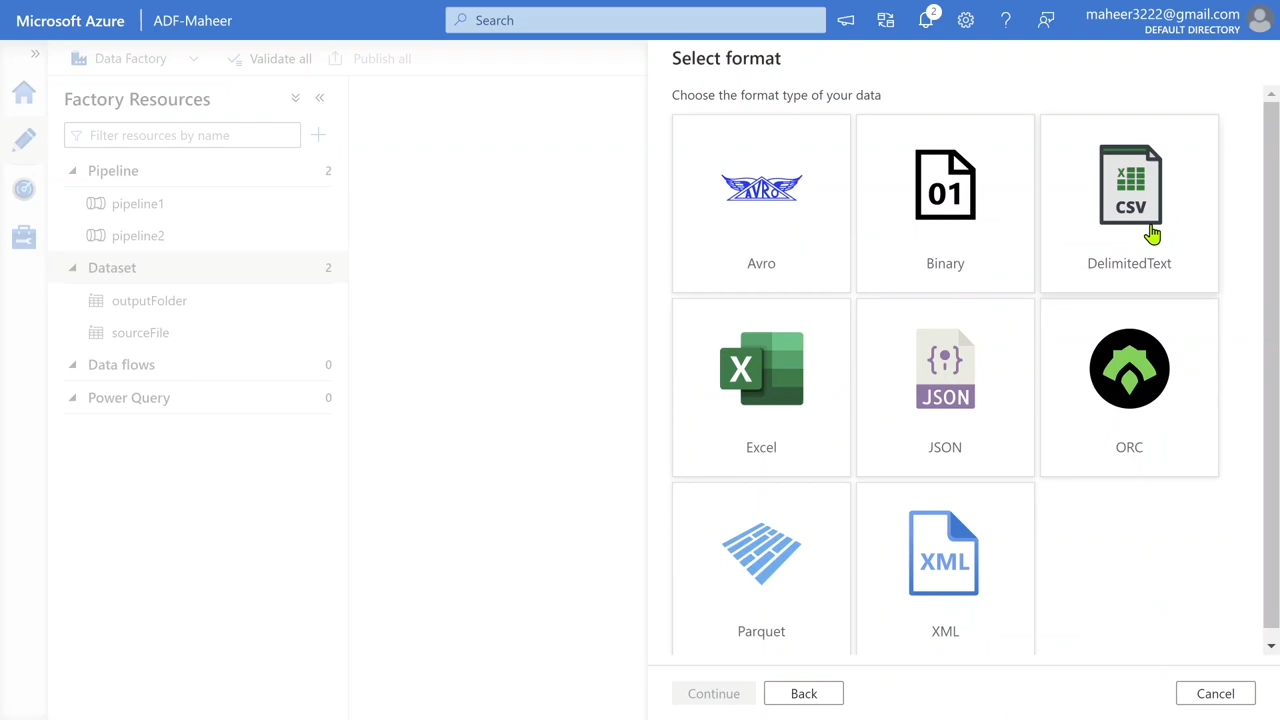 Microsoft Azure
ADF-Maheer
Search
2
maheer3222@gmail.com
DEFAULT DIRECTORY
Data Factory
Validate all
Publish all
Factory Resources
Filter resources by name
Pipeline 2
pipeline1
pipeline2
Dataset 2
outputFolder
sourceFile
Data flows 0
Power Query 0
Select format
Choose the format type of your data
AVRO
Avro
01
Binary
CSV
DelimitedText
X
Excel
JSON
JSON
ORC
Parquet
XML
XML
Continue
Back
Cancel